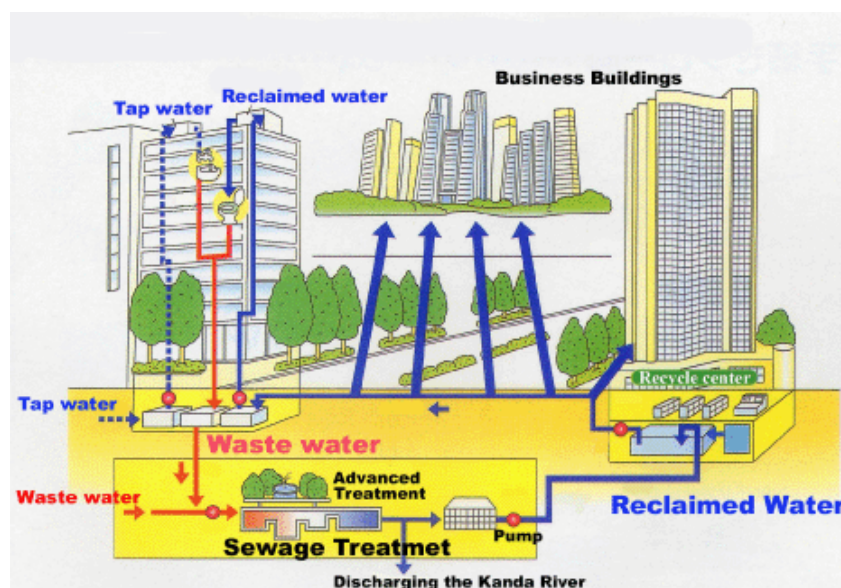 Business Buildings
Tap water
Reclaimed water
Recycle center
Tap water
Waste water
Waste water
Advanced
Treatment
Reclaimed Water
Pump
Sewage Treatmet
Discharging the Kanda River